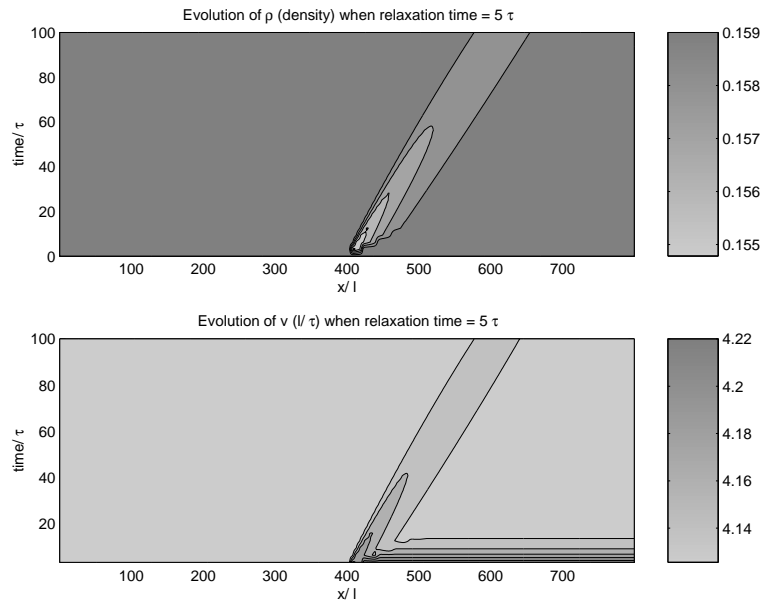 Evolution of ρ (density) when relaxation time = 5 τ
100
80
60
40
20
0
time/ τ
100 200 300 400 500 600 700
x/ l
0.159
0.158
0.157
0.156
0.155
Evolution of v (l/ τ) when relaxation time = 5 τ
100
80
60
40
20
time/ τ
100 200 300 400 500 600 700
x/ l
4.22
4.2
4.18
4.16
4.14